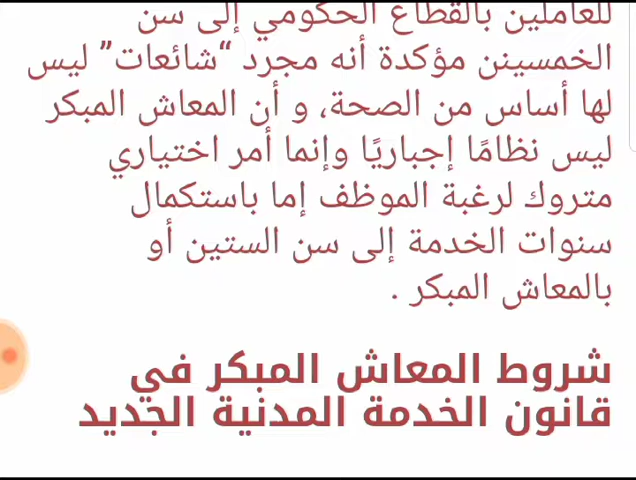 للعاملين بالقطاع الحكومي إلى سن
الخمسينن مؤكدة أنه مجرد “شائعات” ليس
لها أساس من الصحة، و أن المعاش المبكر
ليس نظامًا إجباريًا وإنما أمر اختياري
متروك لرغبة الموظف إما باستكمال
سنوات الخدمة إلى سن الستين أو
بالمعاش المبكر .
شروط المعاش المبكر في
قانون الخدمة المدنية الجديد